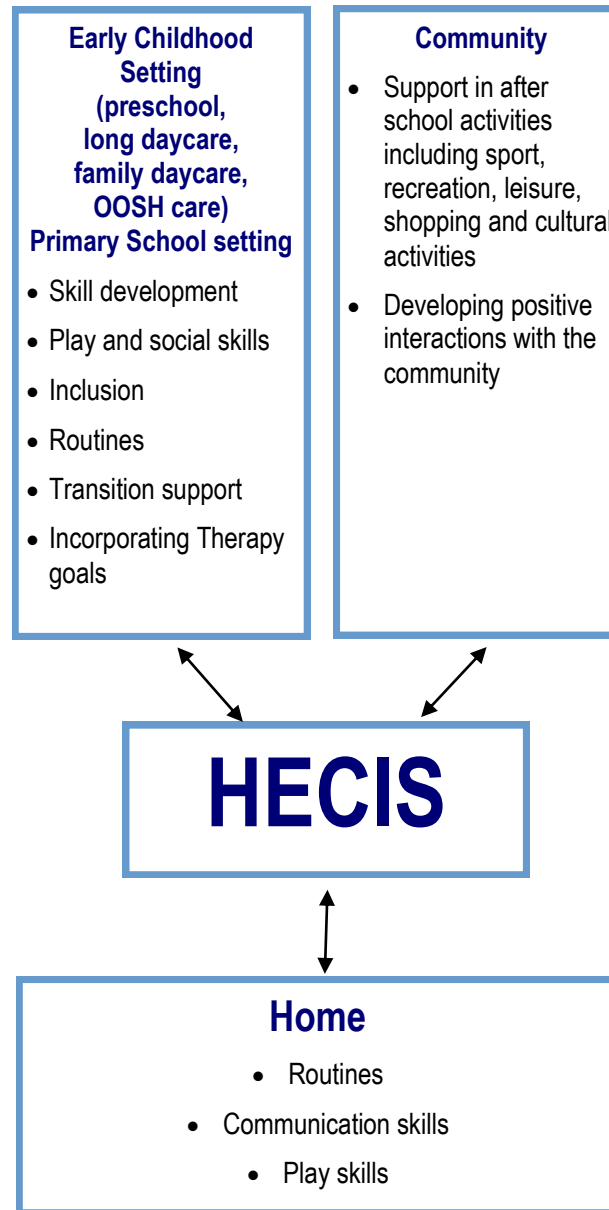 Early Childhood
Setting
(preschool,
long daycare,
family daycare,
OOSH care)
Primary School setting
• Skill development
• Play and social skills
• Inclusion
• Routines
• Transition support
• Incorporating Therapy
goals
Community
• Support in after
school activities
including sport,
recreation, leisure,
shopping and cultural
activities
• Developing positive
interactions with the
community
HECIS
Home
• Routines
• Communication skills
• Play skills